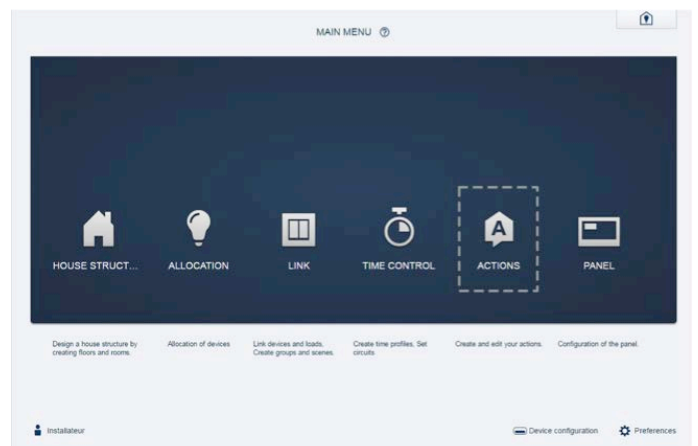 MAIN MENU ?
HOUSE STRUCT... ALLOCATION LINK TIME CONTROL A ACTIONS PANEL
Design a house structure by
creating floors and rooms.
Allocation of devices
Link devices and loads,
Create groups and scenes.
Create time profiles, Set
circuits
Create and edit your actions.
Configuration of the panel.
Installateur
Device configuration
Preferences